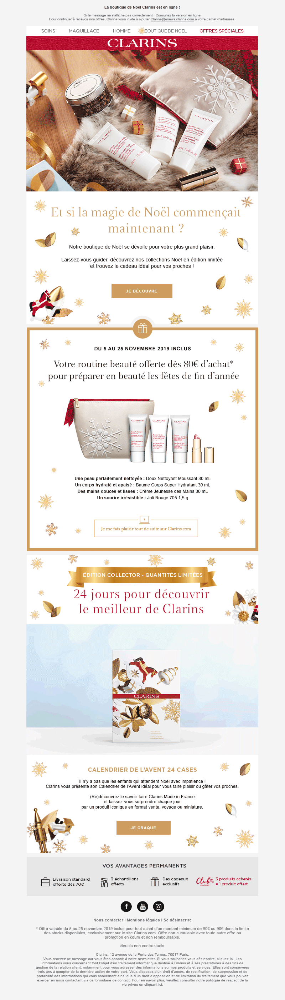 La boutique de Noël Clarins est en ligne !
Si le message ne s'affiche pas correctement : Consultez la version en ligne
Pour continuer à recevoir nos offres, Clarins vous invite à ajouter Clarins@enews.clarins.com à votre carnet d'adresses.
SOINS MAQUILLAGE HOMME BOUTIQUE DE NOEL OFFRES SPÉCIALES
CLARINS
CLARINS
CLARINS
Et si la magie de Noël commençait
maintenant ?
Notre boutique de Noël se dévoile pour votre plus grand plaisir.
Laissez-vous guider, découvrez nos collections Noël en édition limitée
et trouvez le cadeau idéal pour vos proches !
JE DÉCOUVRE
DU 5 AU 25 NOVEMBRE 2019 INCLUS
Votre routine beauté offerte dès 80€ d'achat*
pour préparer en beauté les fêtes de fin d'année
CLARINS CLARINS CLARINS
Une peau parfaitement nettoyée : Doux Nettoyant Moussant 30 mL
Un corps hydraté et apaisé : Baume Corps Super Hydratant 30 mL
Des mains douces et lisses : Crème Jeunesse des Mains 30 mL
Un sourire irrésistible : Joli Rouge 705 1,5 g
Je me fais plaisir tout de suite sur Clarins.com
ÉDITION COLLECTOR - QUANTITÉS LIMITÉES
24 jours pour découvrir
le meilleur de Clarins
CLARINS
CALENDRIER DE L'AVENT 24 CASES
Il n'y a pas que les enfants qui attendent Noël avec impatience !
Clarins vous présente son Calendrier de l'Avent idéal pour vous faire plaisir ou gâter vos proches.
(Re)découvrez le savoir-faire Clarins Made in France
et laissez-vous surprendre chaque jour
par un produit iconique en format vente, voyage ou miniature.
JE CRAQUE
VOS AVANTAGES PERMANENTS
Livraison standard
offerte dès 70€
3 échantillons
offerts
Des cadeaux
exclusifs
Club
CLARINS
3 produits achetés
= 1 produit offert
You
Tube
Nous contacter I Mentions légales I Se désinscrire
* Offre valable du 5 au 25 novembre 2019 inclus pour tout achat d'un montant minimum de 80€ ou 90€ dans la limite
des stocks disponibles, exclusivement sur le site Clarins.com. Offre non cumulable avec toute autre offre ou
promotion en cours et non remboursable.
Visuels non contractuels.
Clarins, 12 avenue de la Porte des Ternes, 75017 Paris.
Vous recevez ce message car vous êtes abonné à notre newsletter. Si vous souhaitez vous désinscrire, cliquez-ici. Les
informations vous concernant font l'objet d'un traitement informatique destiné à Clarins et à ses prestataires à des fins de
gestion de la relation client, notamment pour vous adresser des informations sur nos produits et services. Elles sont conservées
trois ans à compter de la dernière action de votre part. Vous disposez d'un droit d'accès, de rectification, de suppression et de
portabilité des informations qui vous concernent ainsi que d'un droit d'opposition et de limitation du traitement que vous pouvez
exercer en nous contactant via ce formulaire de contact. Pour en savoir plus, veuillez consulter notre politique de respect de la
vie privée en cliquant ici.